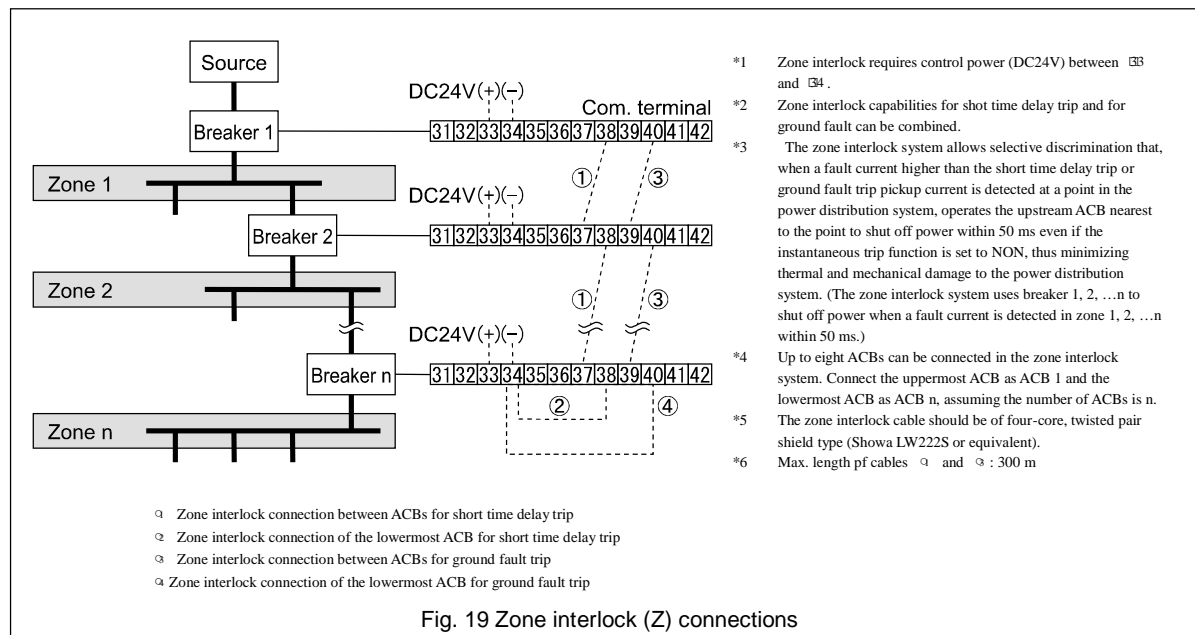 Source
Breaker 1
Zone 1
Breaker 2
Zone 2
Breaker n
Zone n
DC24V(+)(−)
Com. terminal
31 32 33 34 35 36 37 38 39 40 41 42
① ③
DC24V(+)(−)
31 32 33 34 35 36 37 38 39 40 41 42
① ③
DC24V(+)(−)
31 32 33 34 35 36 37 38 39 40 41 42
② ④
*1 Zone interlock requires control power (DC24V) between 33
and 34 .
*2 Zone interlock capabilities for shot time delay trip and for
ground fault can be combined.
*3 The zone interlock system allows selective discrimination that,
when a fault current higher than the short time delay trip or
ground fault trip pickup current is detected at a point in the
power distribution system, operates the upstream ACB nearest
to the point to shut off power within 50 ms even if the
instantaneous trip function is set to NON, thus minimizing
thermal and mechanical damage to the power distribution
system. (The zone interlock system uses breaker 1, 2, …n to
shut off power when a fault current is detected in zone 1, 2, …n
within 50 ms.)
*4 Up to eight ACBs can be connected in the zone interlock
system. Connect the uppermost ACB as ACB 1 and the
lowermost ACB as ACB n, assuming the number of ACBs is n.
*5 The zone interlock cable should be of four-core, twisted pair
shield type (Showa LW222S or equivalent).
*6 Max. length pf cables ① and ③ : 300 m
① Zone interlock connection between ACBs for short time delay trip
② Zone interlock connection of the lowermost ACB for short time delay trip
③ Zone interlock connection between ACBs for ground fault trip
④ Zone interlock connection of the lowermost ACB for ground fault trip
Fig. 19 Zone interlock (Z) connections